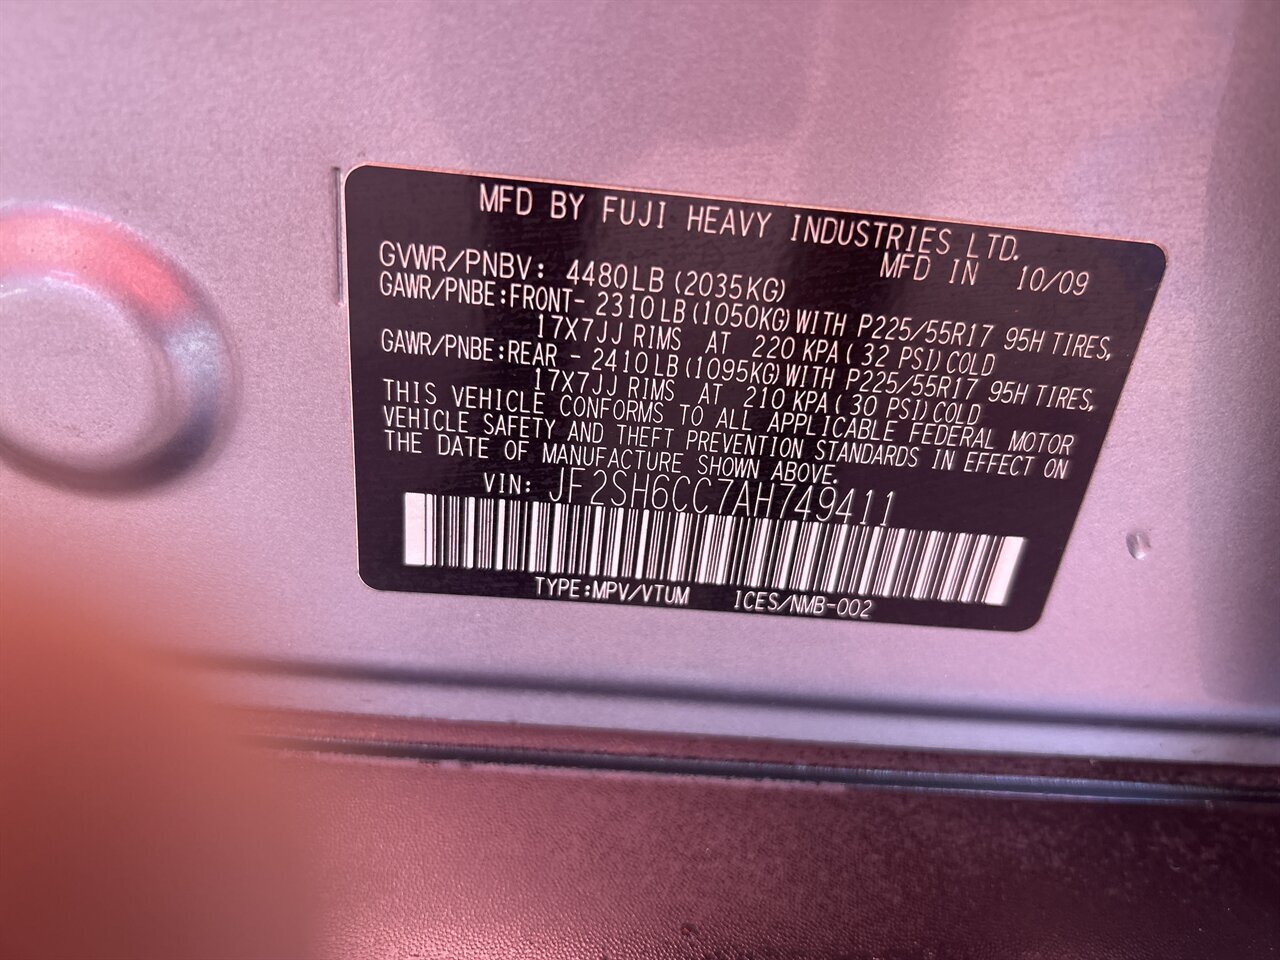 MFD BY FUJI HEAVY INDUSTRIES LTD.
MFD IN 10/09
GVWR/PNBV: 4480LB (2035KG)
GAWR/PNBE:FRONT- 2310LB (1050KG) WITH P225/55R17 95H TIRES,
17X7JJ RIMS AT 220 KPA ( 32 PSI) COLD
GAWR/PNBE:REAR - 2410LB (1095KG) WITH P225/55R17 95H TIRES,
17X7JJ RIMS AT 210 KPA ( 30 PSI) COLD
THIS VEHICLE CONFORMS TO ALL APPLICABLE FEDERAL MOTOR
VEHICLE SAFETY AND THEFT PREVENTION STANDARDS IN EFFECT ON
THE DATE OF MANUFACTURE SHOWN ABOVE.
VIN: JF2SH6CC7AH749411
TYPE:MPV/VTUM ICES/NMB-002